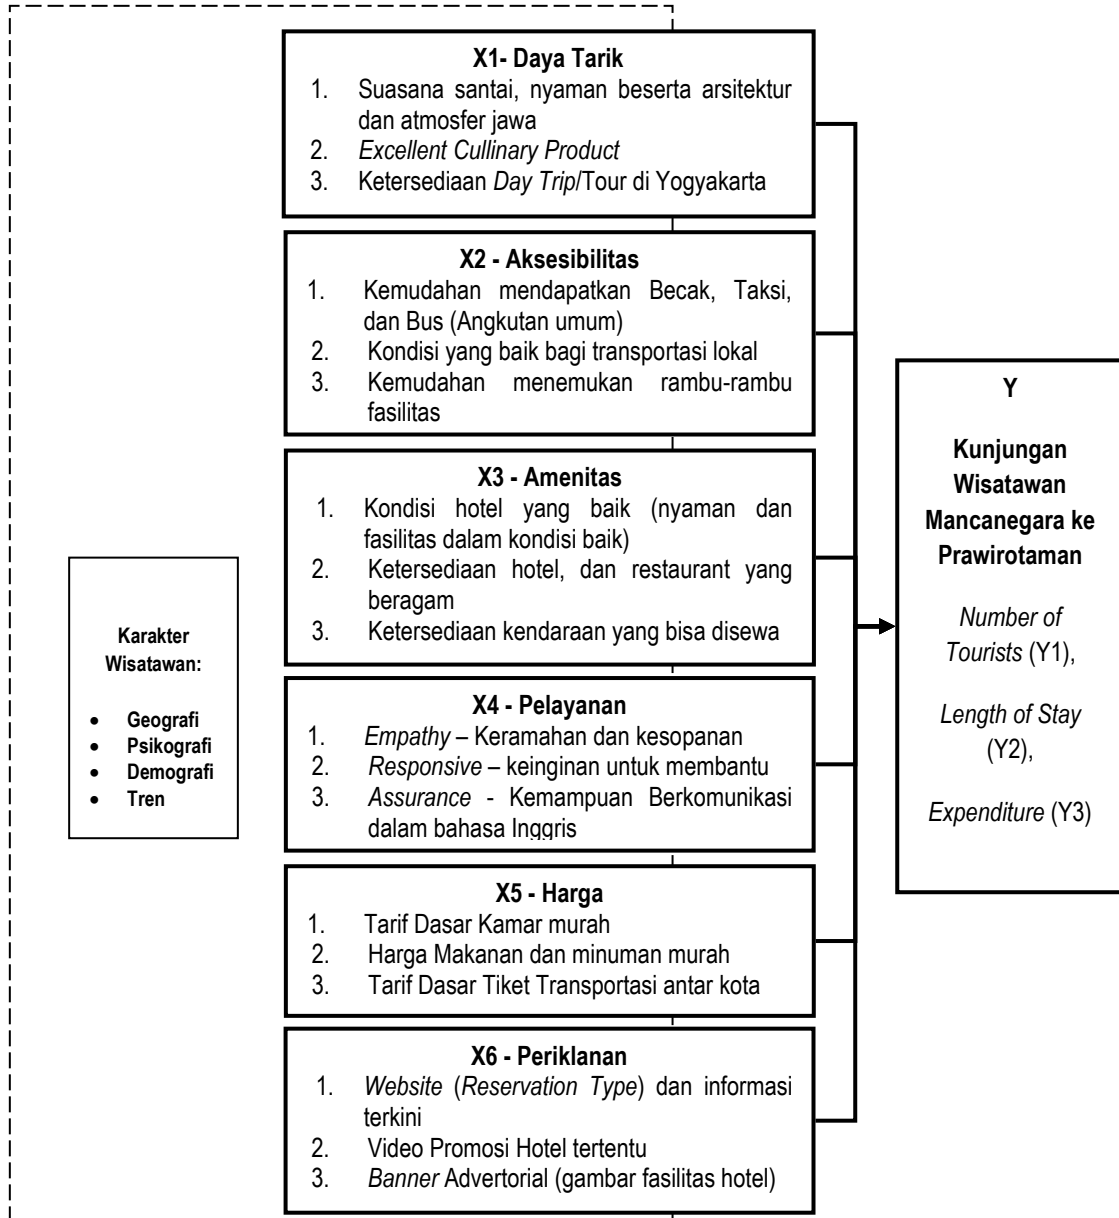 X1- Daya Tarik
1. Suasana santai, nyaman beserta arsitektur
dan atmosfer jawa
2. Excellent Cullinary Product
3. Ketersediaan Day Trip/Tour di Yogyakarta
X2 - Aksesibilitas
1. Kemudahan mendapatkan Becak, Taksi,
dan Bus (Angkutan umum)
2. Kondisi yang baik bagi transportasi lokal
3. Kemudahan menemukan rambu-rambu
fasilitas
X3 - Amenitas
1. Kondisi hotel yang baik (nyaman dan
fasilitas dalam kondisi baik)
2. Ketersediaan hotel, dan restaurant yang
beragam
3. Ketersediaan kendaraan yang bisa disewa
X4 - Pelayanan
1. Empathy – Keramahan dan kesopanan
2. Responsive – keinginan untuk membantu
3. Assurance - Kemampuan Berkomunikasi
dalam bahasa Inggris
X5 - Harga
1. Tarif Dasar Kamar murah
2. Harga Makanan dan minuman murah
3. Tarif Dasar Tiket Transportasi antar kota
X6 - Periklanan
1. Website (Reservation Type) dan informasi
terkini
2. Video Promosi Hotel tertentu
3. Banner Advertorial (gambar fasilitas hotel)
Karakter
Wisatawan:
• Geografi
• Psikografi
• Demografi
• Tren
Y
Kunjungan
Wisatawan
Mancanegara ke
Prawirotaman
Number of
Tourists (Y1),
Length of Stay
(Y2),
Expenditure (Y3)